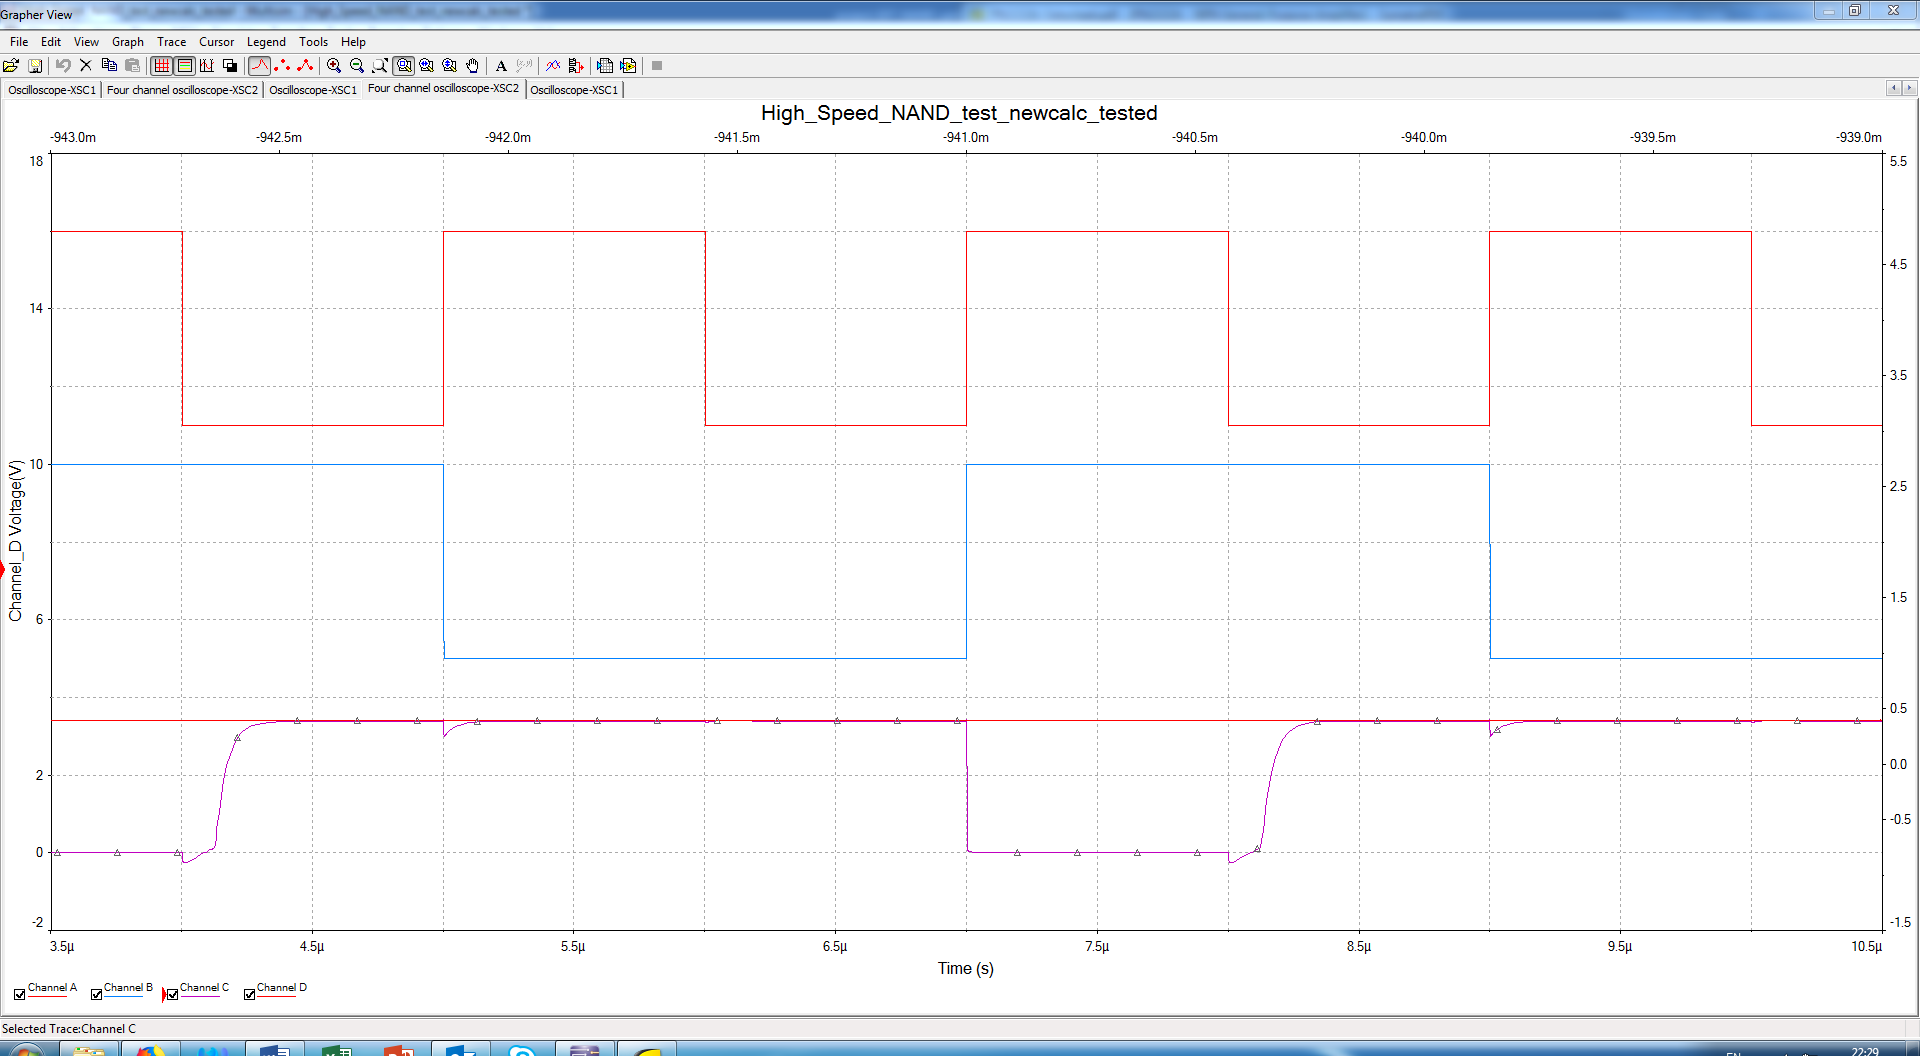 Grapher View
File Edit View Graph Trace Cursor Legend Tools Help
Oscilloscope-XSC1 Four channel oscilloscope-XSC2 Oscilloscope-XSC1 Four channel oscilloscope-XSC2 Oscilloscope-XSC1
High_Speed_NAND_test_newcalc_tested
-943.0m -942.5m -942.0m -941.5m -941.0m -940.5m -940.0m -939.5m -939.0m
18 5.5
4.5
14
3.5
10
2.5
Channel_D Voltage(V)
1.5
6
0.5
2 0.0
-0.5
0
-2 -1.5
3.5µ 4.5µ 5.5µ 6.5µ 7.5µ 8.5µ 9.5µ 10.5µ
Time (s)
Channel A Channel B Channel C Channel D
Selected Trace:Channel C
EN 22:29